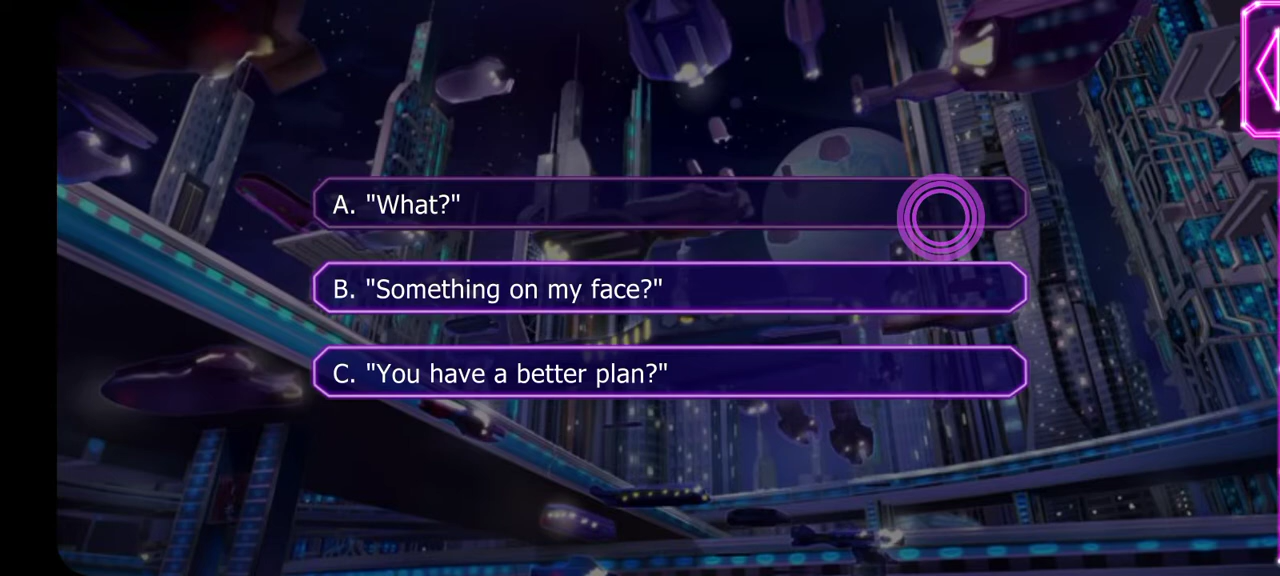 A. "What?"
B. "Something on my face?"
C. "You have a better plan?"